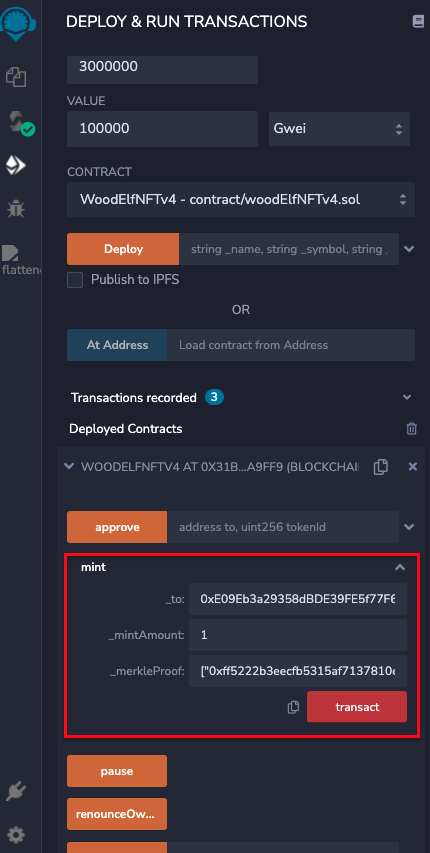 DEPLOY & RUN TRANSACTIONS
3000000
VALUE
100000 Gwei
CONTRACT
WoodElfNFTv4 - contract/woodElfNFTv4.sol
Deploy string _name, string _symbol, string
flatten
Publish to IPFS
OR
At Address Load contract from Address
Transactions recorded 3
Deployed Contracts
WOODELFNFTV4 AT 0X31B...A9FF9 (BLOCKCHAI
approve address to, uint256 tokenId
mint
_to: 0xE09Eb3a29358dBDE39FE5f77F6
_mintAmount: 1
_merkleProof: ["0xff5222b3eecfb5315af7137810
transact
pause
renounceOw...